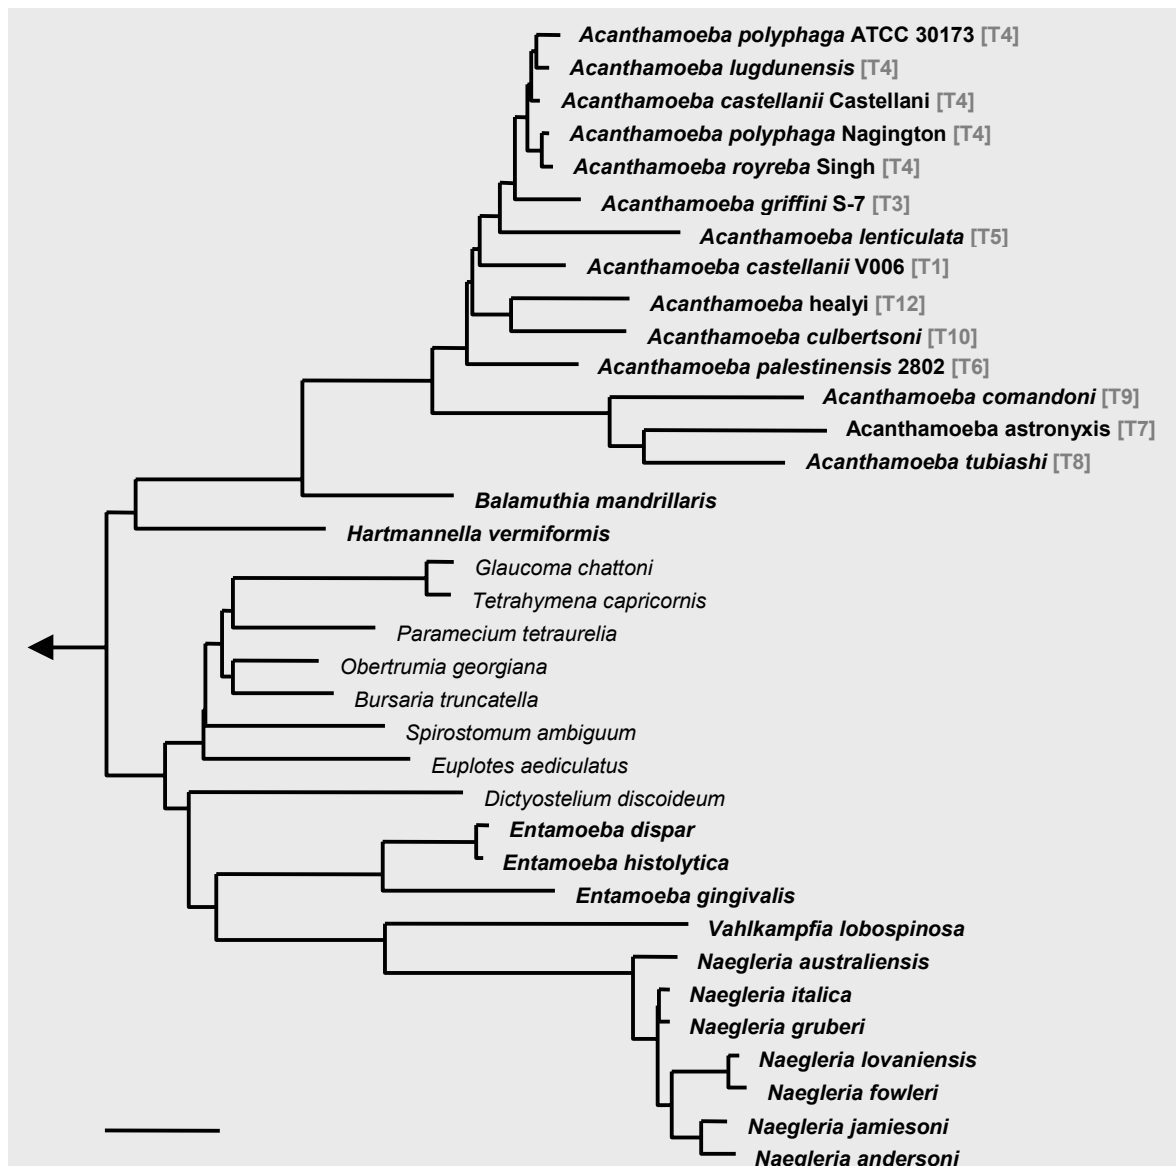 Acanthamoeba polyphaga ATCC 30173 [T4]
Acanthamoeba lugdunensis [T4]
Acanthamoeba castellanii Castellani [T4]
Acanthamoeba polyphaga Nagington [T4]
Acanthamoeba royreba Singh [T4]
Acanthamoeba griffini S-7 [T3]
Acanthamoeba lenticulata [T5]
Acanthamoeba castellanii V006 [T1]
Acanthamoeba healyi [T12]
Acanthamoeba culbertsoni [T10]
Acanthamoeba palestinensis 2802 [T6]
Acanthamoeba comandoni [T9]
Acanthamoeba astronyxis [T7]
Acanthamoeba tubiashi [T8]
Balamuthia mandrillaris
Hartmannella vermiformis
Glaucoma chattoni
Tetrahymena capricornis
Paramecium tetraurelia
Obertrumia georgiana
Bursaria truncatella
Spirostomum ambiguum
Euplotes aediculatus
Dictyostelium discoideum
Entamoeba dispar
Entamoeba histolytica
Entamoeba gingivalis
Vahlkampfia lobospinosa
Naegleria australiensis
Naegleria italica
Naegleria gruberi
Naegleria lovaniensis
Naegleria fowleri
Naegleria jamiesoni
Naegleria andersoni